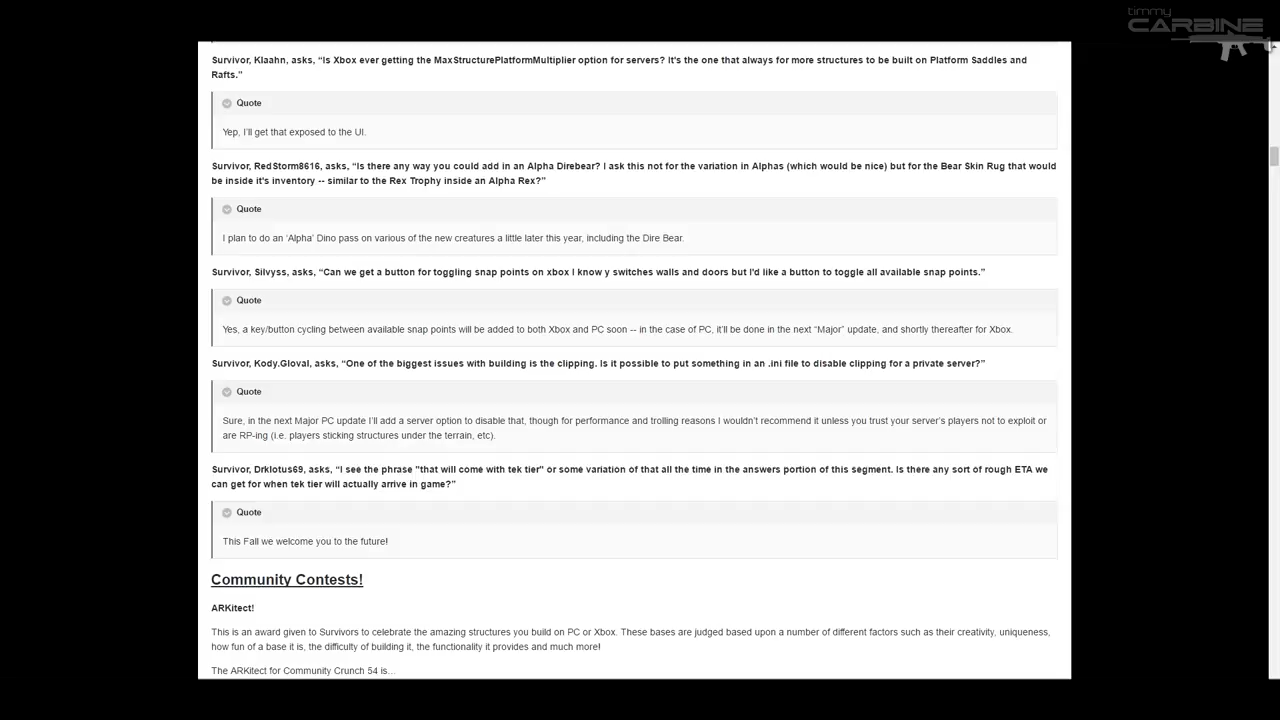 timmy
CARBINE
Survivor, Klaahn, asks, “Is Xbox ever getting the MaxStructurePlatformMultiplier option for servers? It's the one that always for more structures to be built on Platform Saddles and
Rafts.”
Quote
Yep, I’ll get that exposed to the UI.
Survivor, RedStorm8616, asks, “Is there any way you could add in an Alpha Direbear? I ask this not for the variation in Alphas (which would be nice) but for the Bear Skin Rug that would
be inside it's inventory -- similar to the Rex Trophy inside an Alpha Rex?”
Quote
I plan to do an ‘Alpha’ Dino pass on various of the new creatures a little later this year, including the Dire Bear.
Survivor, Silvyss, asks, “Can we get a button for toggling snap points on xbox I know y switches walls and doors but I'd like a button to toggle all available snap points.”
Quote
Yes, a key/button cycling between available snap points will be added to both Xbox and PC soon -- in the case of PC, it’ll be done in the next “Major” update, and shortly thereafter for Xbox.
Survivor, Kody.Gloval, asks, “One of the biggest issues with building is the clipping. Is it possible to put something in an .ini file to disable clipping for a private server?”
Quote
Sure, in the next Major PC update I’ll add a server option to disable that, though for performance and trolling reasons I wouldn’t recommend it unless you trust your server’s players not to exploit or
are RP-ing (i.e. players sticking structures under the terrain, etc).
Survivor, Drklotus69, asks, “I see the phrase "that will come with tek tier" or some variation of that all the time in the answers portion of this segment. Is there any sort of rough ETA we
can get for when tek tier will actually arrive in game?”
Quote
This Fall we welcome you to the future!
Community Contests!
ARKitect!
This is an award given to Survivors to celebrate the amazing structures you build on PC or Xbox. These bases are judged based upon a number of different factors such as their creativity, uniqueness,
how fun of a base it is, the difficulty of building it, the functionality it provides and much more!
The ARKitect for Community Crunch 54 is...